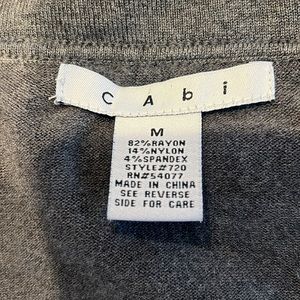 CAbi
M
82%RAYON
14%NYLON
4%SPANDEX
STYLE#720
RN#54077
MADE IN CHINA
SEE REVERSE
SIDE FOR CARE